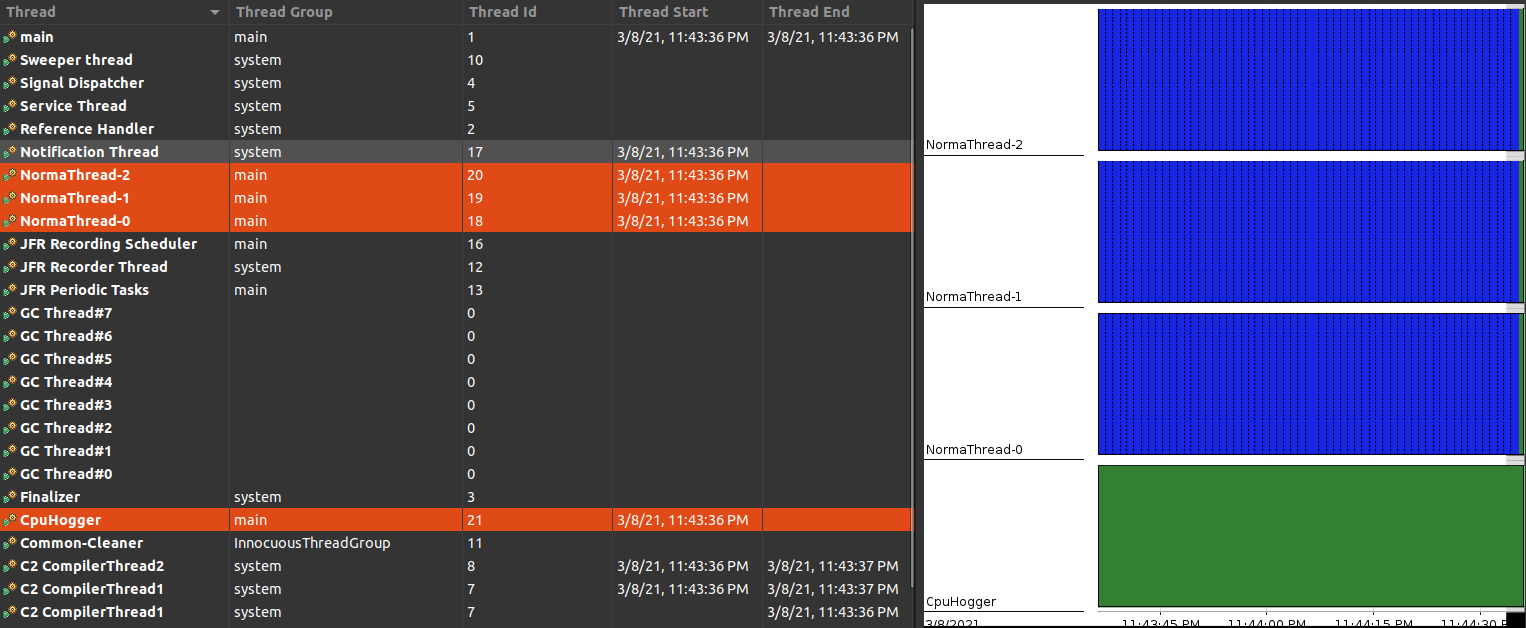 Thread Thread Group Thread Id Thread Start Thread End
main main 1 3/8/21, 11:43:36 PM 3/8/21, 11:43:36 PM
Sweeper thread system 10
Signal Dispatcher system 4
Service Thread system 5
Reference Handler system 2
Notification Thread system 17 3/8/21, 11:43:36 PM
NormaThread-2 main 20 3/8/21, 11:43:36 PM
NormaThread-1 main 19 3/8/21, 11:43:36 PM
NormaThread-0 main 18 3/8/21, 11:43:36 PM
JFR Recording Scheduler main 16
JFR Recorder Thread system 12
JFR Periodic Tasks main 13
GC Thread#7 0
GC Thread#6 0
GC Thread#5 0
GC Thread#4 0
GC Thread#3 0
GC Thread#2 0
GC Thread#1 0
GC Thread#0 0
Finalizer system 3
CpuHogger main 21 3/8/21, 11:43:36 PM
Common-Cleaner InnocuousThreadGroup 11
C2 CompilerThread2 system 8 3/8/21, 11:43:36 PM 3/8/21, 11:43:37 PM
C2 CompilerThread1 system 7 3/8/21, 11:43:36 PM 3/8/21, 11:43:37 PM
C2 CompilerThread1 system 7 3/8/21, 11:43:36 PM
NormaThread-2
NormaThread-1
NormaThread-0
CpuHogger
3/8/2021 11:43:45 PM 11:44:00 PM 11:44:15 PM 11:44:30 P